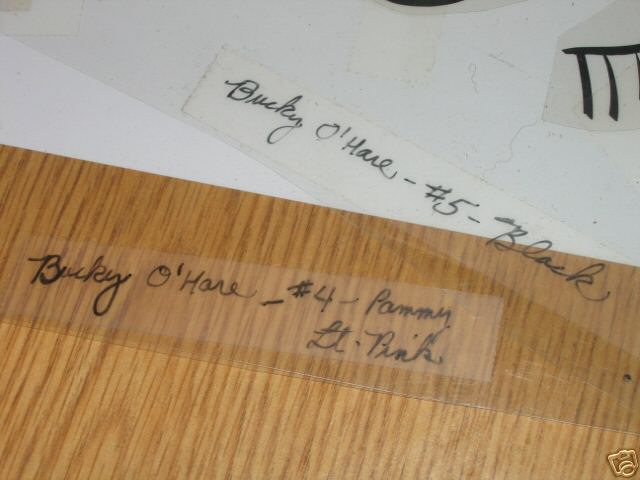 Bucky O'Hare - #5 - Black
Bucky O'Hare - #4 - Pammy
Lt. Pink